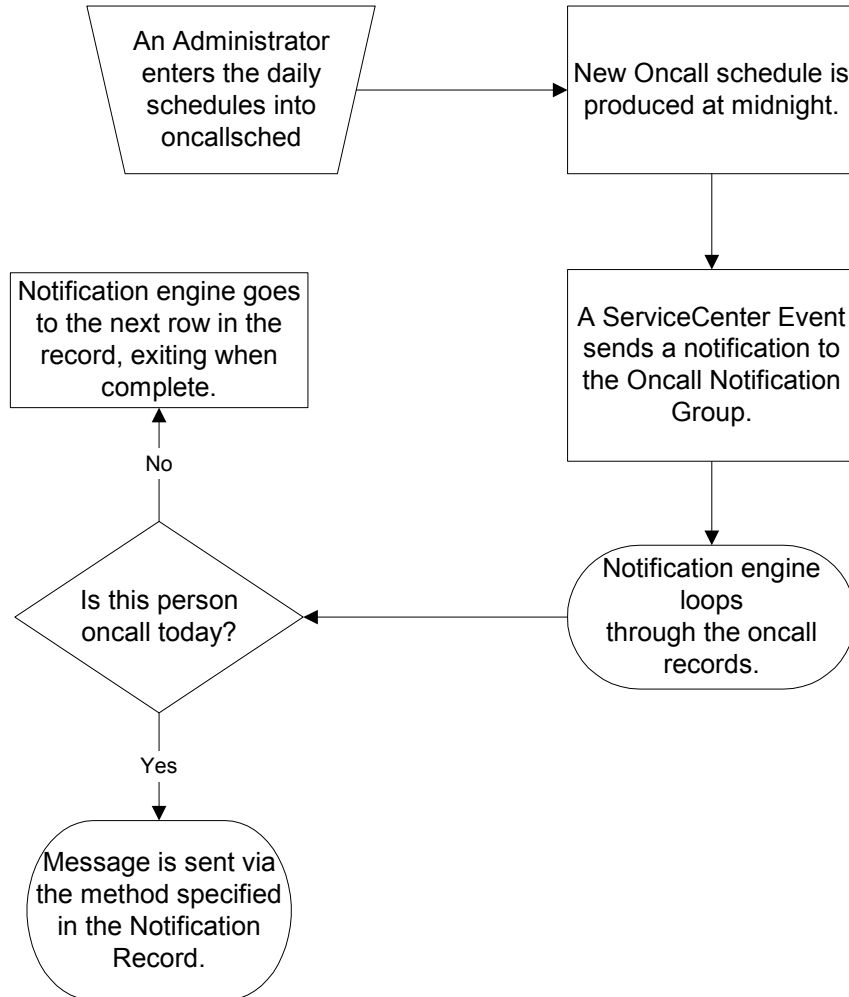 An Administrator
enters the daily
schedules into
oncallsched
New Oncall schedule is
produced at midnight.
A ServiceCenter Event
sends a notification to
the Oncall Notification
Group.
Notification engine
loops
through the oncall
records.
Is this person
oncall today?
No
Notification engine goes
to the next row in the
record, exiting when
complete.
Yes
Message is sent via
the method specified
in the Notification
Record.